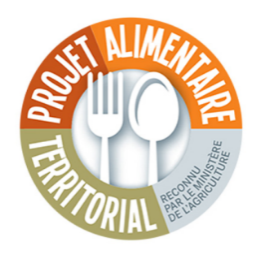 PROJET ALIMENTAIRE
TERRITORIAL
RECONNU
PAR LE MINISTÈRE
DE L'AGRICULTURE